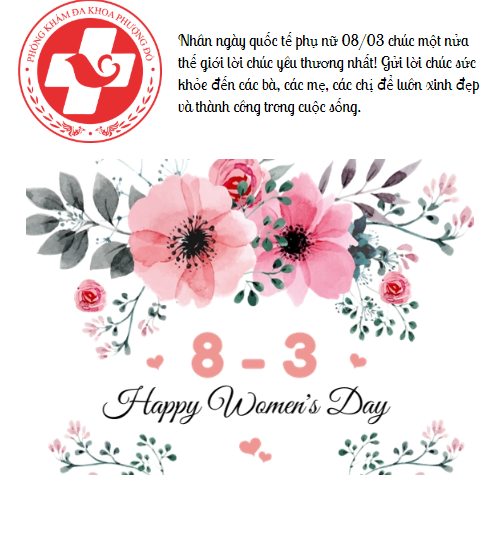 PHÒNG KHÁM ĐA KHOA PHƯỢNG ĐỎ
Nhân ngày quốc tế phụ nữ 08/03 chúc một nửa
thế giới lời chúc yêu thương nhất! Gửi lời chúc sức
khỏe đến các bà, các mẹ, các chị để luôn xinh đẹp
và thành công trong cuộc sống.
8 - 3
Happy Women's Day